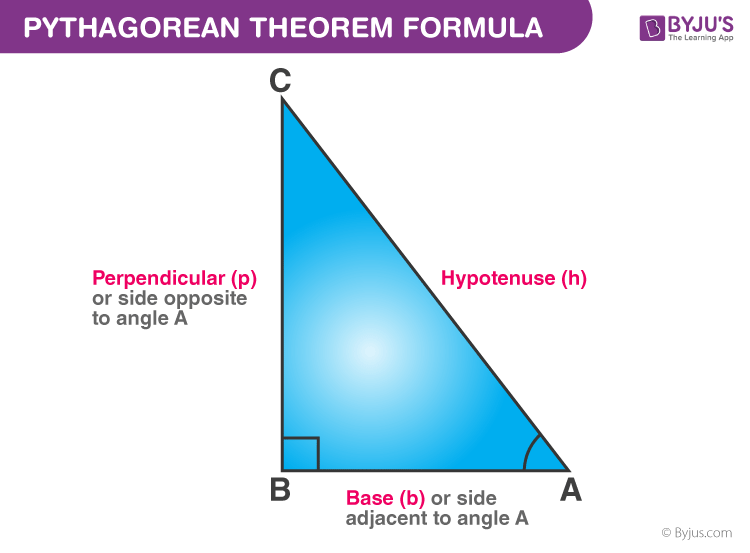 PYTHAGOREAN THEOREM FORMULA
BYJU'S
The Learning App
C
Perpendicular (p)
or side opposite
to angle A
Hypotenuse (h)
B
A
Base (b) or side
adjacent to angle A
© Byjus.com